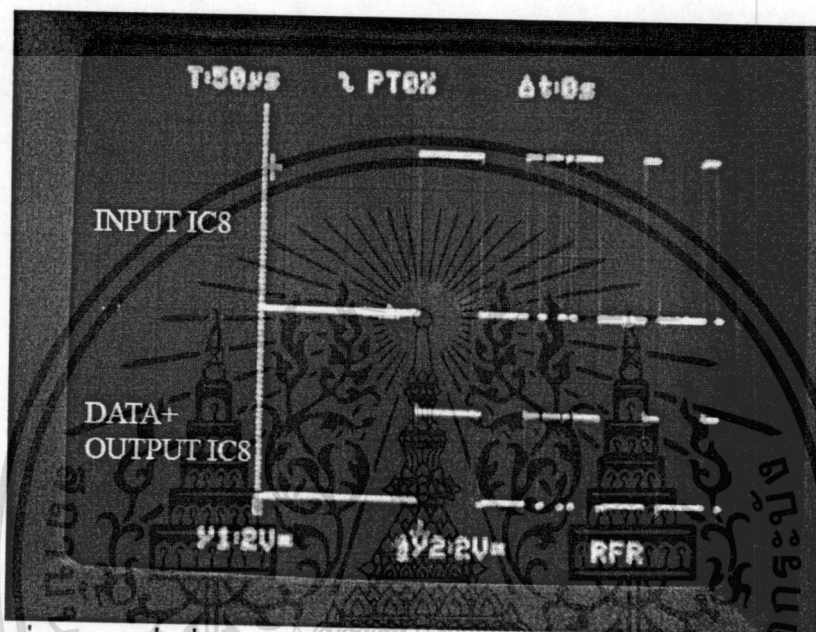 T:50µs Ղ PT0% Δt:0s
INPUT IC8
DATA+
OUTPUT IC8
Y1:2V= Y2:2V= RFR